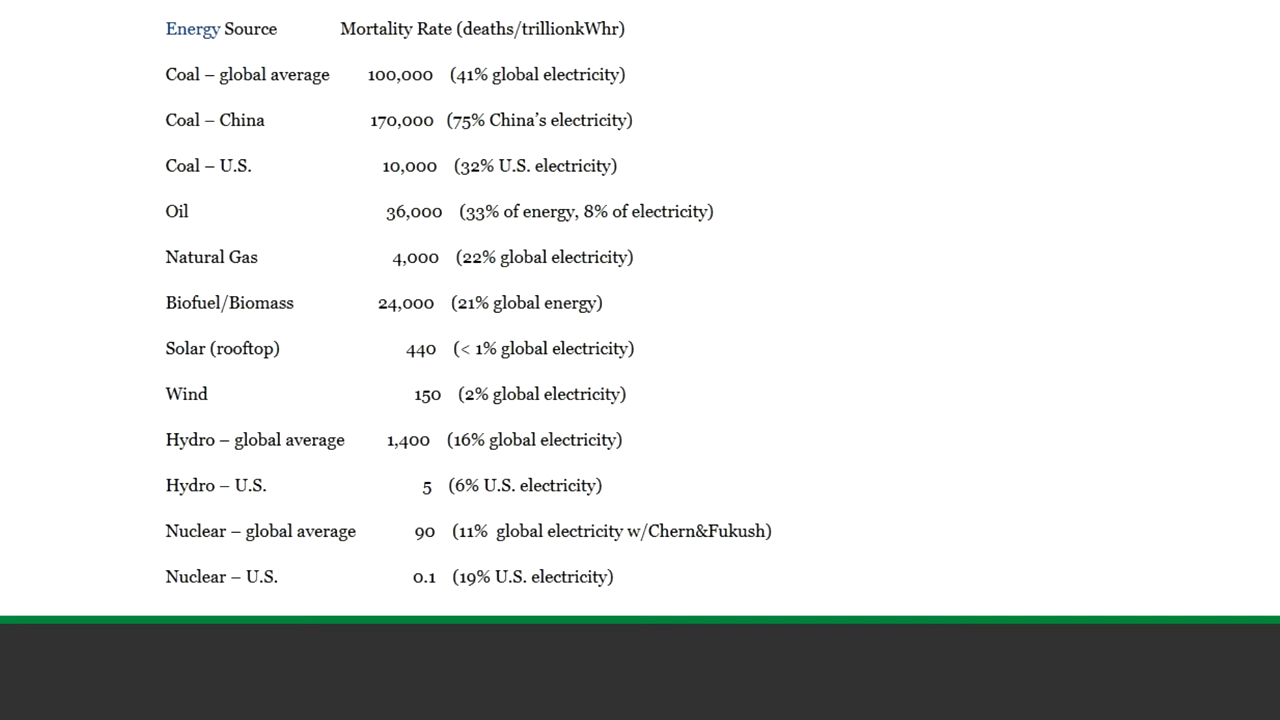 Energy Source Mortality Rate (deaths/trillionkWhr)
Coal – global average 100,000 (41% global electricity)
Coal – China 170,000 (75% China’s electricity)
Coal – U.S. 10,000 (32% U.S. electricity)
Oil 36,000 (33% of energy, 8% of electricity)
Natural Gas 4,000 (22% global electricity)
Biofuel/Biomass 24,000 (21% global energy)
Solar (rooftop) 440 (< 1% global electricity)
Wind 150 (2% global electricity)
Hydro – global average 1,400 (16% global electricity)
Hydro – U.S. 5 (6% U.S. electricity)
Nuclear – global average 90 (11% global electricity w/Chern&Fukush)
Nuclear – U.S. 0.1 (19% U.S. electricity)